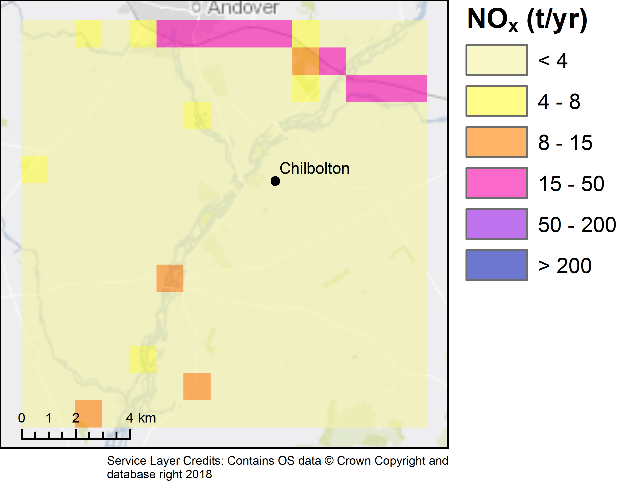 Andover
NOx (t/yr)
< 4
4 - 8
8 - 15
15 - 50
50 - 200
> 200
Chilbolton
0 1 2 4 km
Service Layer Credits: Contains OS data © Crown Copyright and
database right 2018